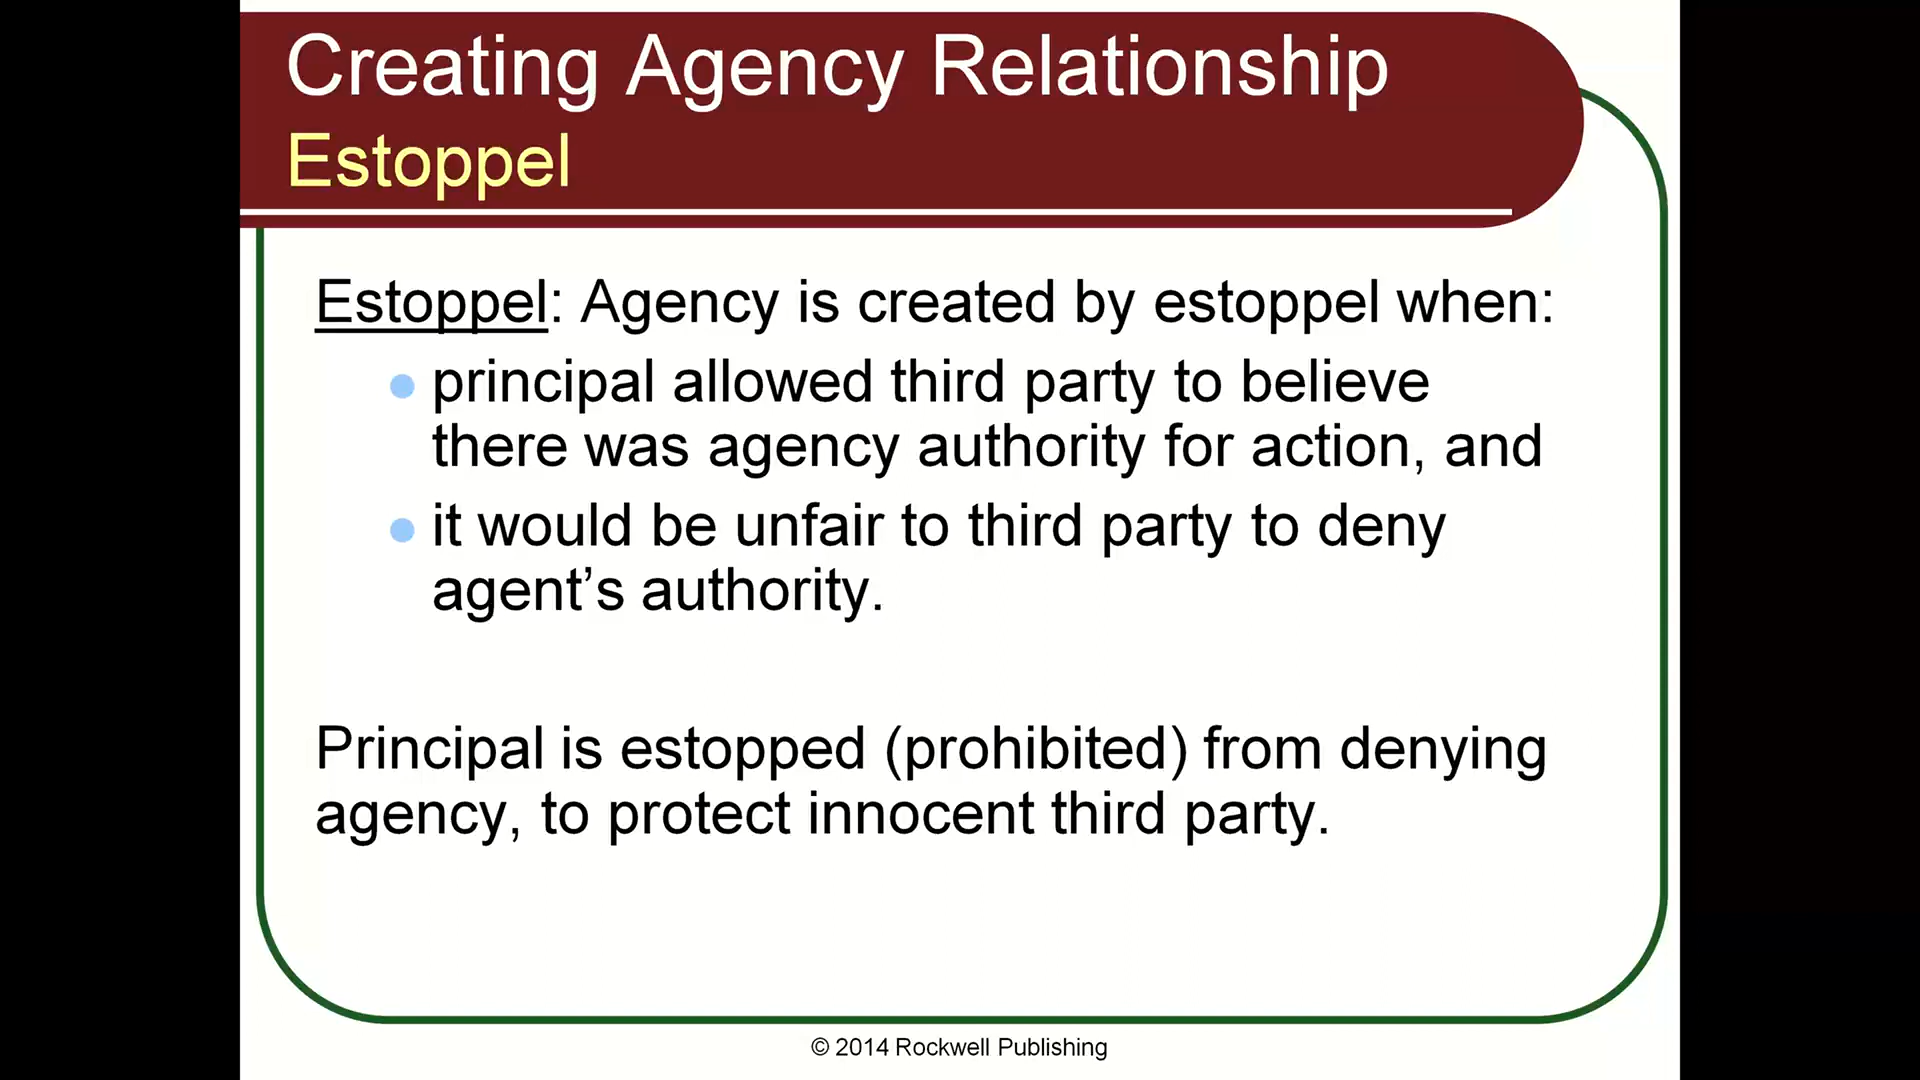 Creating Agency Relationship
Estoppel
Estoppel: Agency is created by estoppel when:
principal allowed third party to believe
there was agency authority for action, and
it would be unfair to third party to deny
agent’s authority.
Principal is estopped (prohibited) from denying
agency, to protect innocent third party.
© 2014 Rockwell Publishing